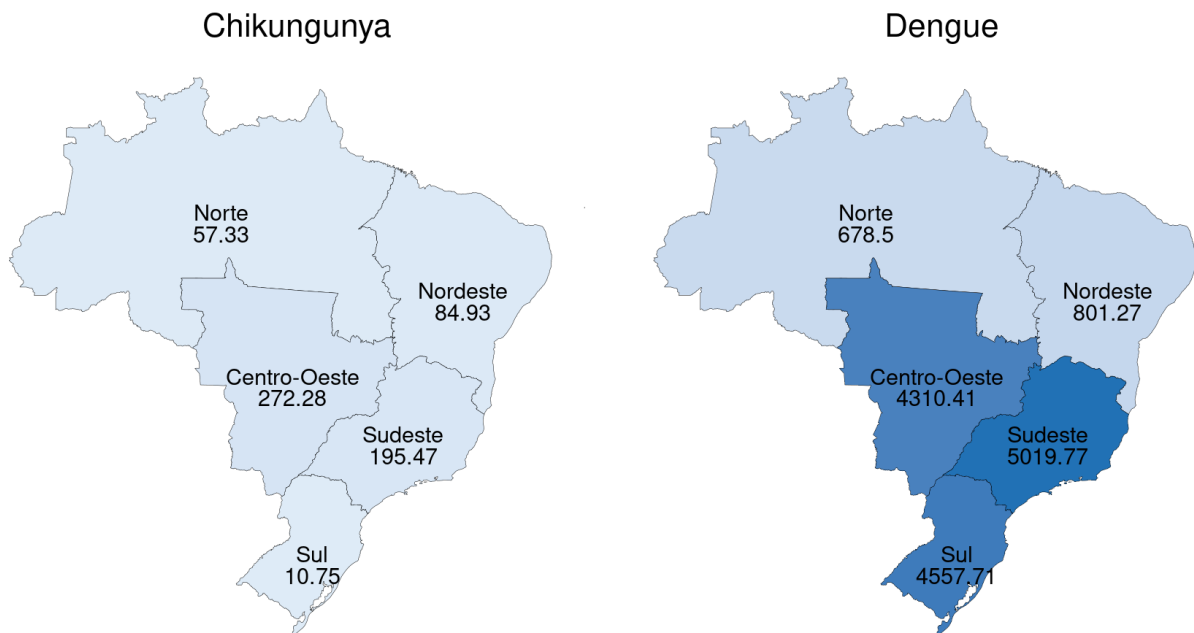 Chikungunya
Norte
57.33
Nordeste
84.93
Centro-Oeste
272.28
Sudeste
195.47
Sul
10.75
Dengue
Norte
678.5
Nordeste
801.27
Centro-Oeste
4310.41
Sudeste
5019.77
Sul
4557.71